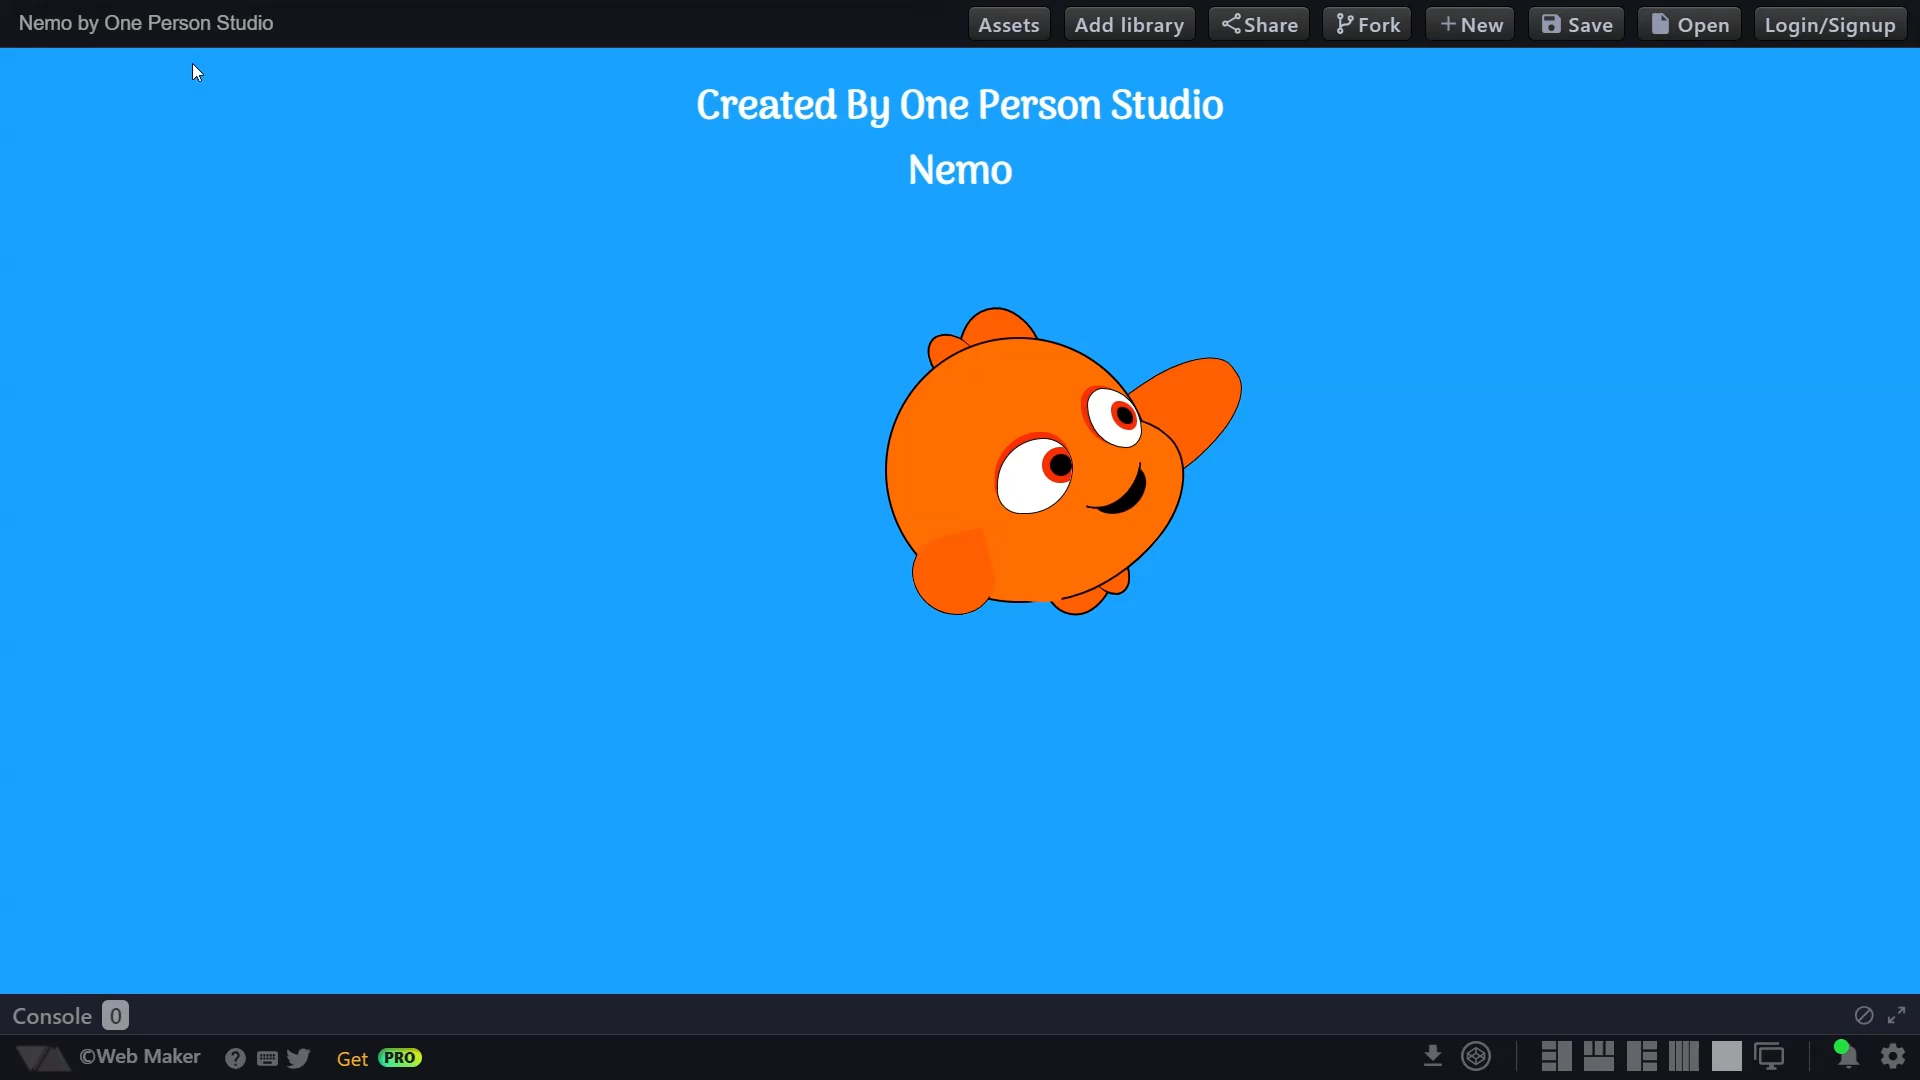 Nemo by One Person Studio
Assets
Add library
Share
Fork
New
Save
Open
Login/Signup
Created By One Person Studio
Nemo
Console 0
©Web Maker
?
Get PRO